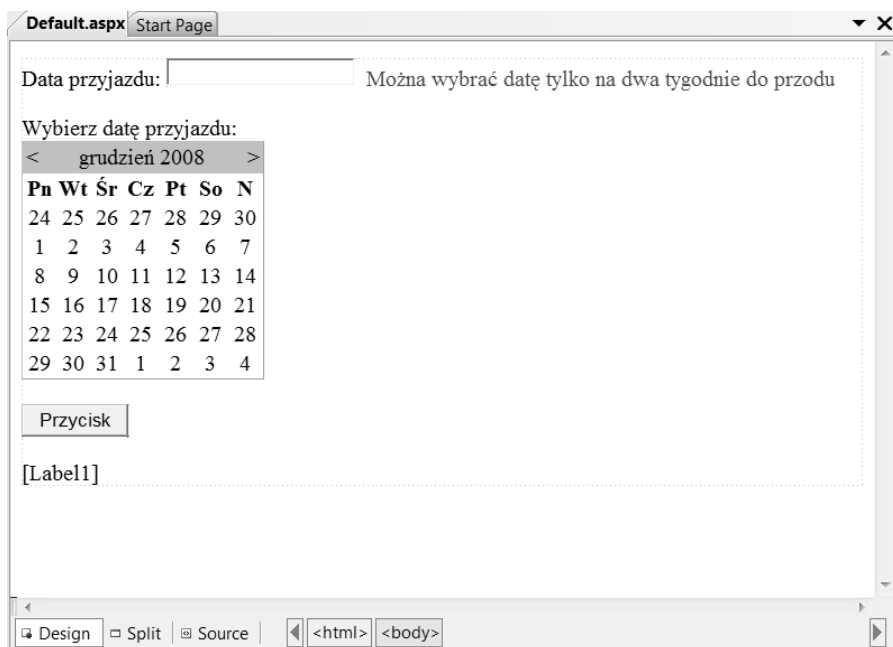 Default.aspx Start Page
Data przyjazdu: Można wybrać datę tylko na dwa tygodnie do przodu
Wybierz datę przyjazdu:
< grudzień 2008 >
Pn Wt Śr Cz Pt So N
24 25 26 27 28 29 30
1 2 3 4 5 6 7
8 9 10 11 12 13 14
15 16 17 18 19 20 21
22 23 24 25 26 27 28
29 30 31 1 2 3 4
Przycisk
[Label1]
Design Split Source <html> <body>